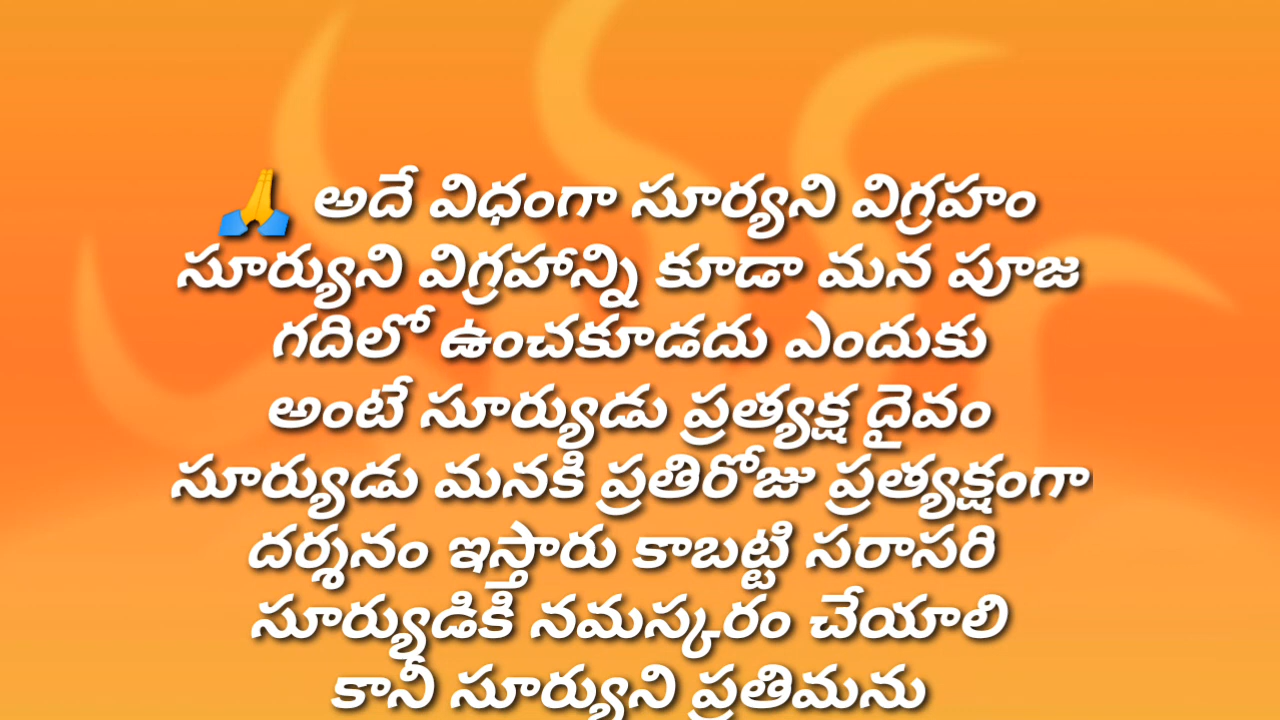 🙏 అదే విధంగా సూర్యని విగ్రహం
సూర్యుని విగ్రహాన్ని కూడా మన పూజ
గదిలో ఉంచకూడదు ఎందుకు
అంటే సూర్యుడు ప్రత్యక్ష దైవం
సూర్యుడు మనకి ప్రతిరోజు ప్రత్యక్షంగా
దర్శనం ఇస్తారు కాబట్టి సరాసరి
సూర్యుడికి నమస్కరం చేయాలి
కానీ సూర్యుని ప్రతిమను